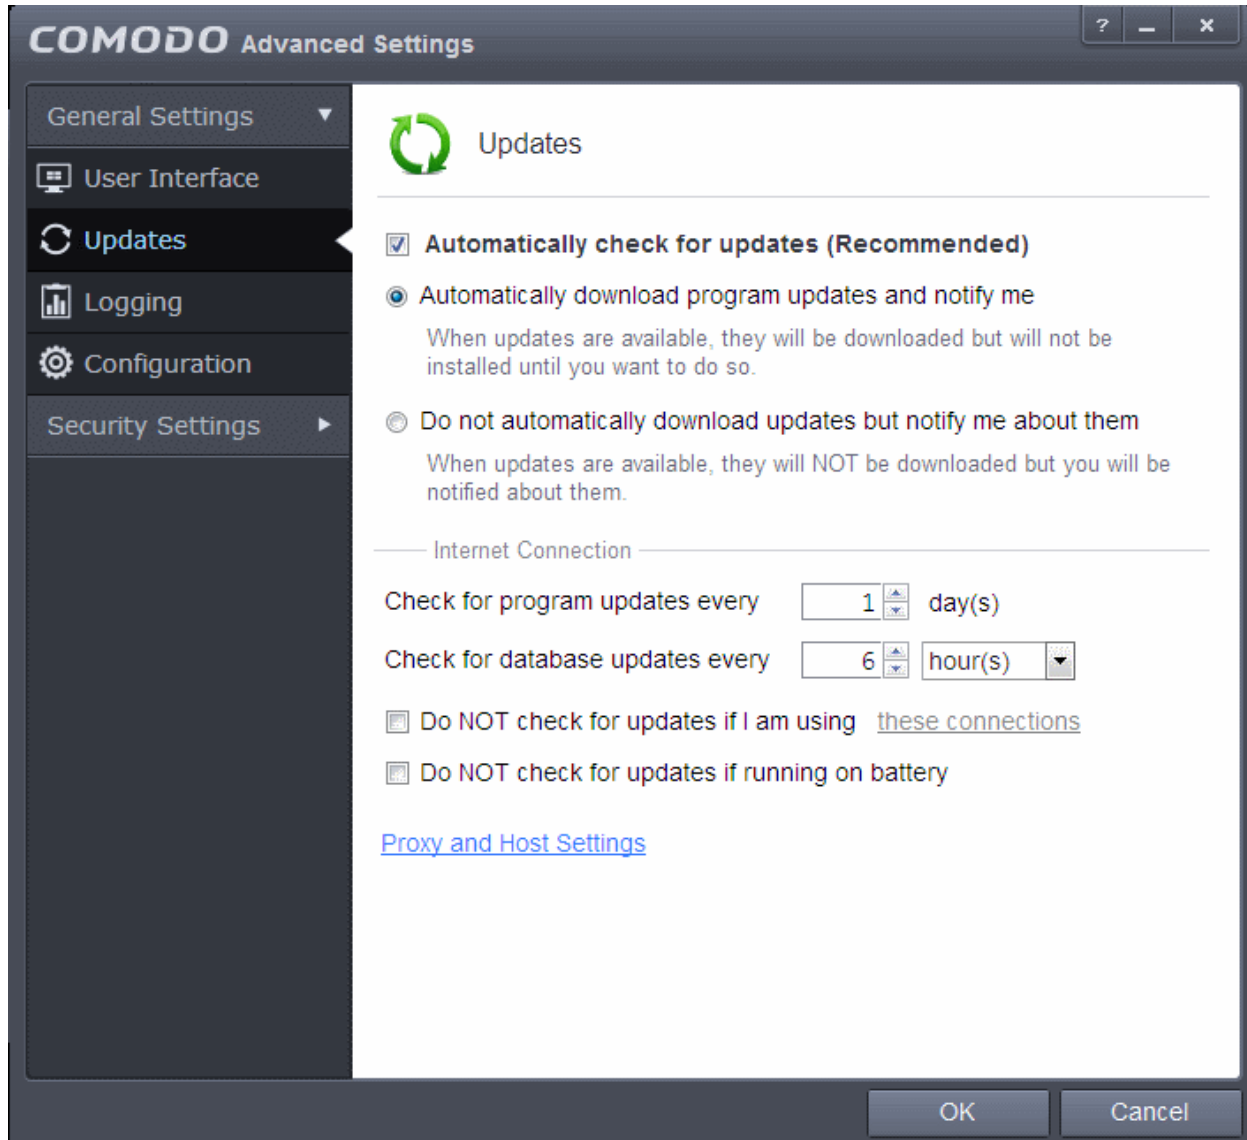 COMODO Advanced Settings
?
General Settings
User Interface
Updates
Logging
Configuration
Security Settings
Updates
Automatically check for updates (Recommended)
Automatically download program updates and notify me
When updates are available, they will be downloaded but will not be
installed until you want to do so.
Do not automatically download updates but notify me about them
When updates are available, they will NOT be downloaded but you will be
notified about them.
Internet Connection
Check for program updates every 1 day(s)
Check for database updates every 6 hour(s)
Do NOT check for updates if I am using these connections
Do NOT check for updates if running on battery
Proxy and Host Settings
OK Cancel